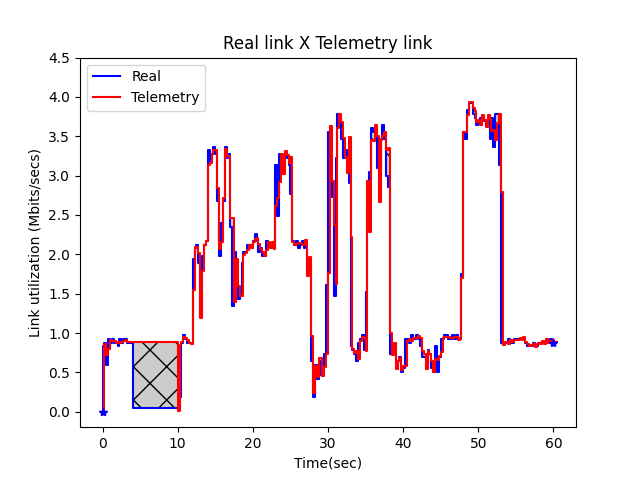 Real link X Telemetry link
Real
Telemetry
Link utilization (Mbits/secs)
4.5
4.0
3.5
3.0
2.5
2.0
1.5
1.0
0.5
0.0
0 10 20 30 40 50 60
Time(sec)